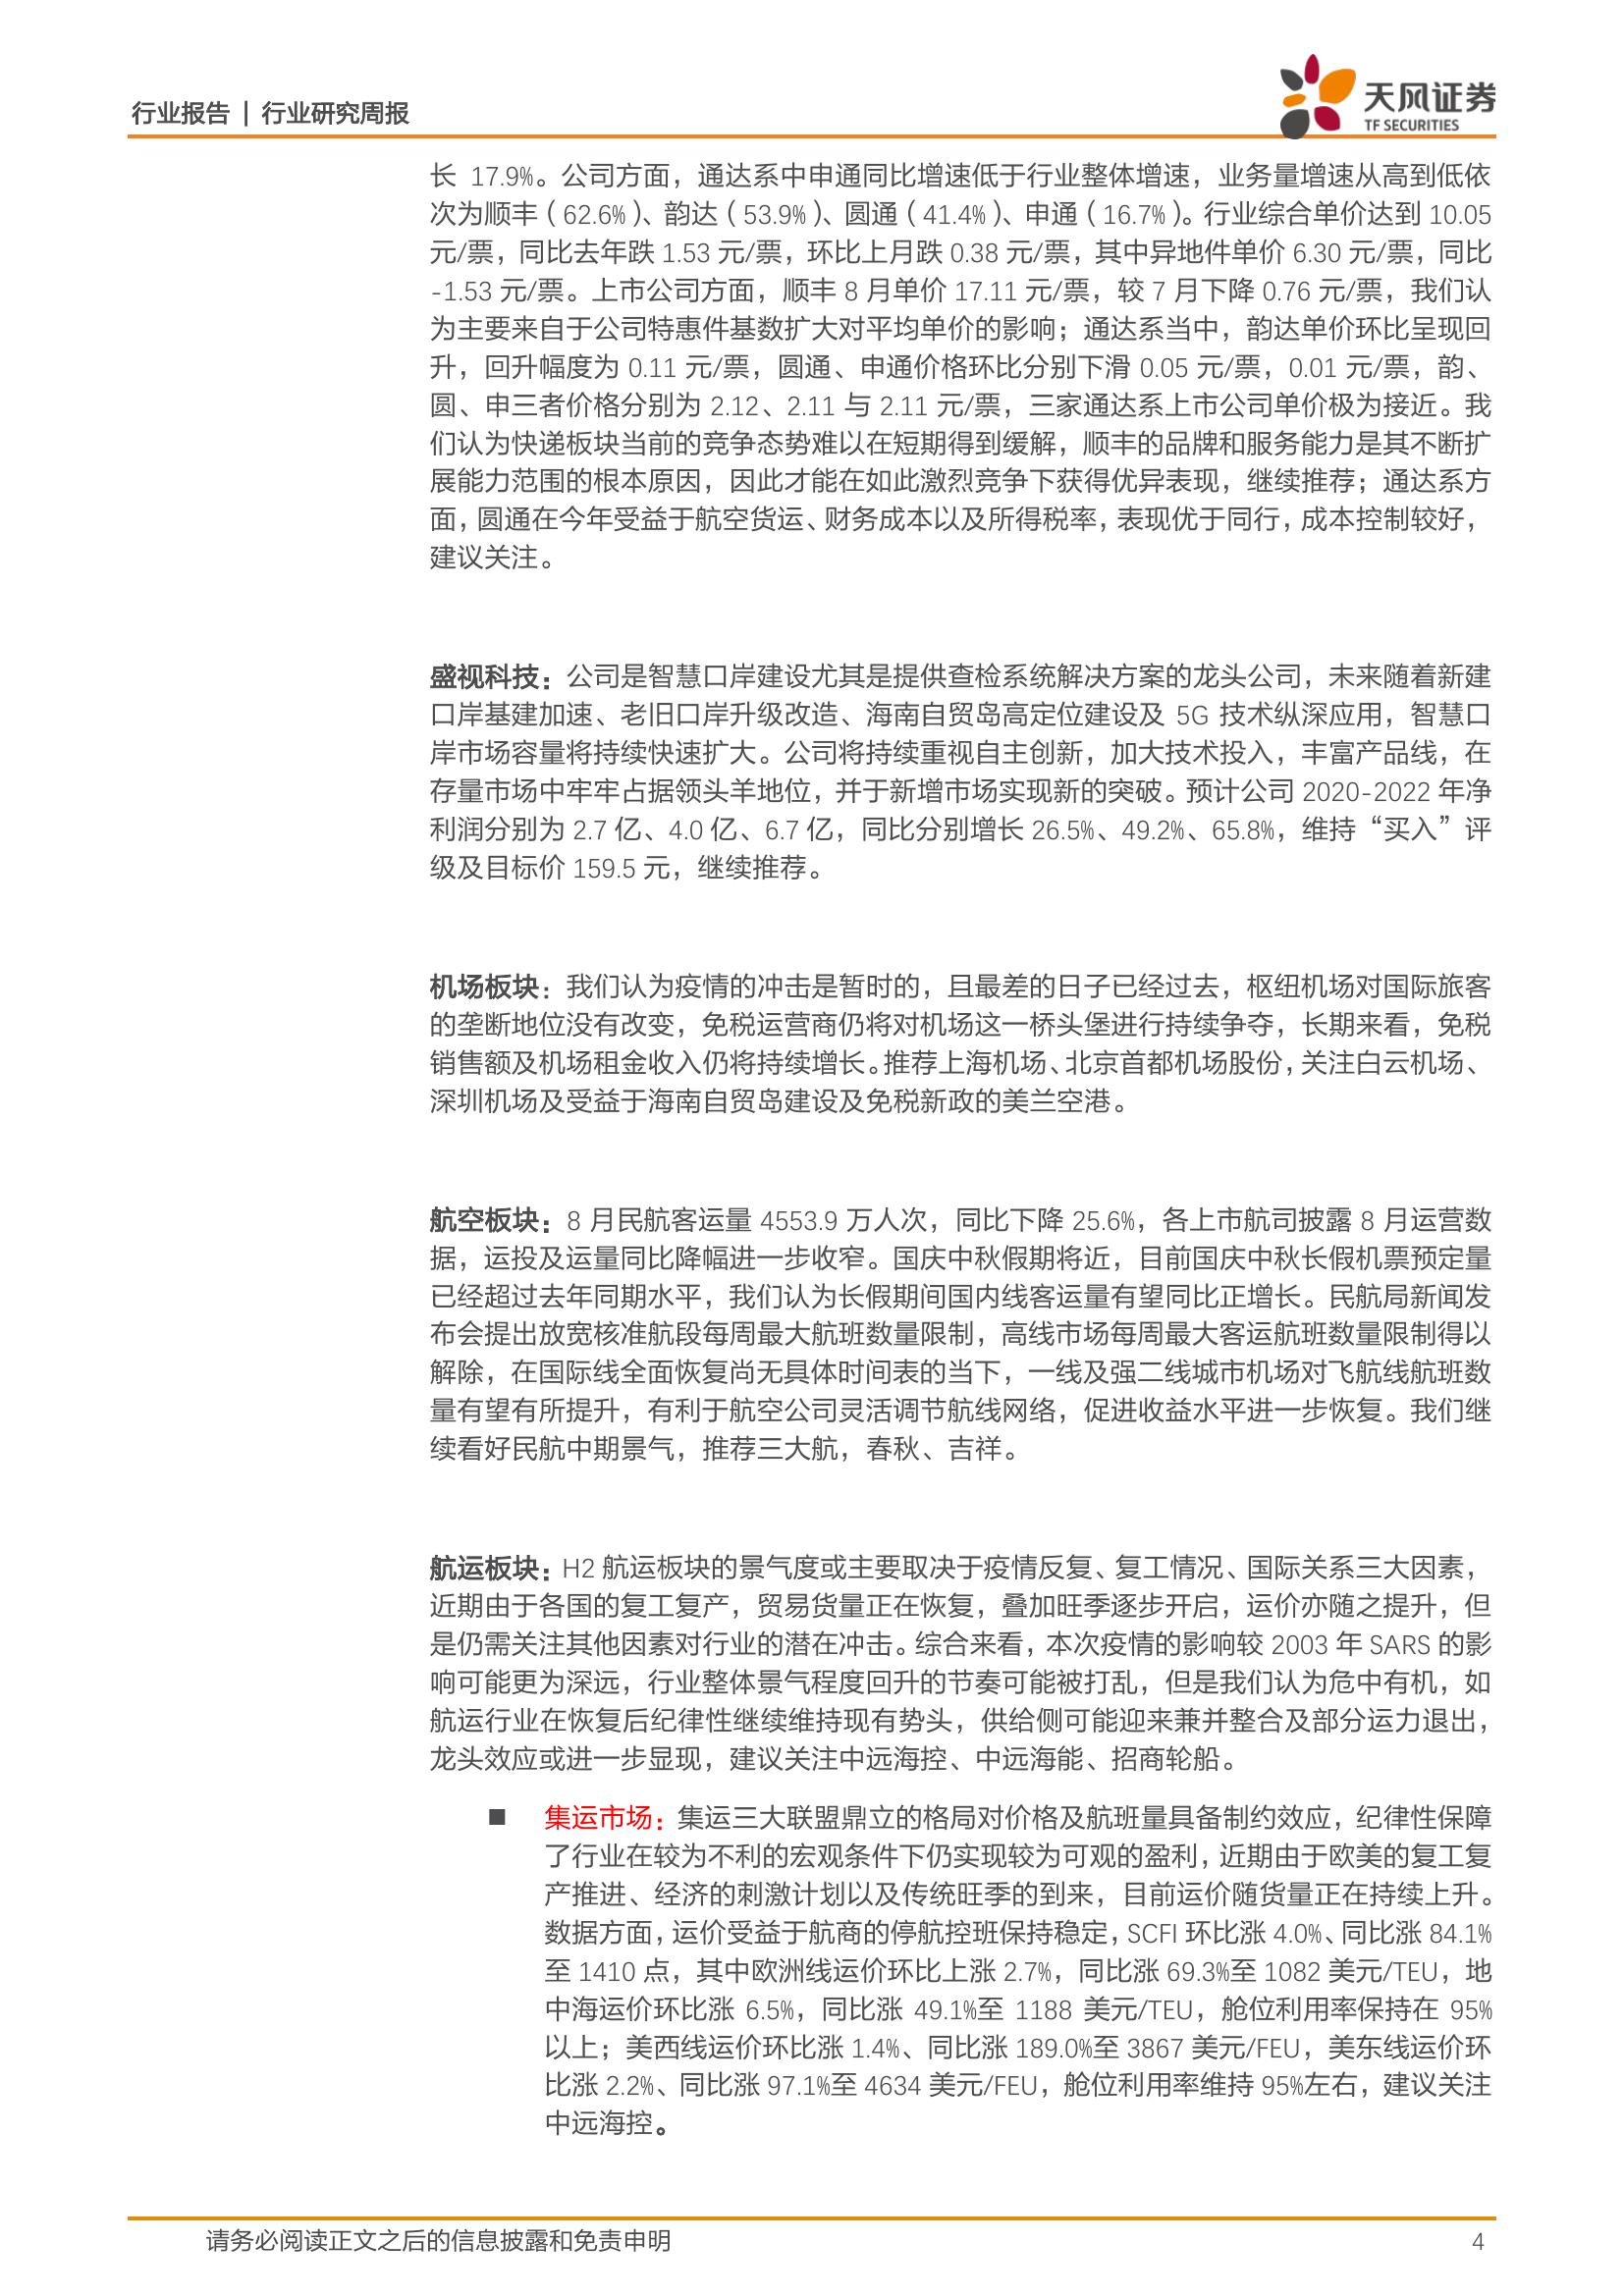 行业报告 | 行业研究周报
天风证券
TF SECURITIES
长 17.9%。公司方面，通达系中申通同比增速低于行业整体增速，业务量增速从高到低依
次为顺丰（62.6%）、韵达（53.9%）、圆通（41.4%）、申通（16.7%）。行业综合单价达到 10.05
元/票，同比去年跌 1.53 元/票，环比上月跌 0.38 元/票，其中异地件单价 6.30 元/票，同比
-1.53 元/票。上市公司方面，顺丰 8 月单价 17.11 元/票，较 7 月下降 0.76 元/票，我们认
为主要来自于公司特惠件基数扩大对平均单价的影响；通达系当中，韵达单价环比呈现回
升，回升幅度为 0.11 元/票，圆通、申通价格环比分别下滑 0.05 元/票，0.01 元/票，韵、
圆、申三者价格分别为 2.12、2.11 与 2.11 元/票，三家通达系上市公司单价极为接近。我
们认为快递板块当前的竞争态势难以在短期得到缓解，顺丰的品牌和服务能力是其不断扩
展能力范围的根本原因，因此才能在如此激烈竞争下获得优异表现，继续推荐；通达系方
面，圆通在今年受益于航空货运、财务成本以及所得税率，表现优于同行，成本控制较好，
建议关注。
盛视科技：公司是智慧口岸建设尤其是提供查检系统解决方案的龙头公司，未来随着新建
口岸基建加速、老旧口岸升级改造、海南自贸岛高定位建设及 5G 技术纵深应用，智慧口
岸市场容量将持续快速扩大。公司将持续重视自主创新，加大技术投入，丰富产品线，在
存量市场中牢牢占据领头羊地位，并于新增市场实现新的突破。预计公司 2020-2022 年净
利润分别为 2.7 亿、4.0 亿、6.7 亿，同比分别增长 26.5%、49.2%、65.8%，维持“买入”评
级及目标价 159.5 元，继续推荐。
机场板块：我们认为疫情的冲击是暂时的，且最差的日子已经过去，枢纽机场对国际旅客
的垄断地位没有改变，免税运营商仍将对机场这一桥头堡进行持续争夺，长期来看，免税
销售额及机场租金收入仍将持续增长。推荐上海机场、北京首都机场股份，关注白云机场、
深圳机场及受益于海南自贸岛建设及免税新政的美兰空港。
航空板块：8 月民航客运量 4553.9 万人次，同比下降 25.6%，各上市航司披露 8 月运营数
据，运投及运量同比降幅进一步收窄。国庆中秋假期将近，目前国庆中秋长假机票预定量
已经超过去年同期水平，我们认为长假期间国内线客运量有望同比正增长。民航局新闻发
布会提出放宽核准航段每周最大航班数量限制，高线市场每周最大客运航班数量限制得以
解除，在国际线全面恢复尚无具体时间表的当下，一线及强二线城市机场对飞航线航班数
量有望有所提升，有利于航空公司灵活调节航线网络，促进收益水平进一步恢复。我们继
续看好民航中期景气，推荐三大航，春秋、吉祥。
航运板块：H2 航运板块的景气度或主要取决于疫情反复、复工情况、国际关系三大因素，
近期由于各国的复工复产，贸易货量正在恢复，叠加旺季逐步开启，运价亦随之提升，但
是仍需关注其他因素对行业的潜在冲击。综合来看，本次疫情的影响较 2003 年 SARS 的影
响可能更为深远，行业整体景气程度回升的节奏可能被打乱，但是我们认为危中有机，如
航运行业在恢复后纪律性继续维持现有势头，供给侧可能迎来兼并整合及部分运力退出，
龙头效应或进一步显现，建议关注中远海控、中远海能、招商轮船。
■ 集运市场：集运三大联盟鼎立的格局对价格及航班量具备制约效应，纪律性保障
了行业在较为不利的宏观条件下仍实现较为可观的盈利，近期由于欧美的复工复
产推进、经济的刺激计划以及传统旺季的到来，目前运价随货量正在持续上升。
数据方面，运价受益于航商的停航控班保持稳定，SCFI 环比涨 4.0%、同比涨 84.1%
至 1410 点，其中欧洲线运价环比上涨 2.7%，同比涨 69.3%至 1082 美元/TEU，地
中海运价环比涨 6.5%，同比涨 49.1%至 1188 美元/TEU，舱位利用率保持在 95%
以上；美西线运价环比涨 1.4%、同比涨 189.0%至 3867 美元/FEU，美东线运价环
比涨 2.2%、同比涨 97.1%至 4634 美元/FEU，舱位利用率维持 95%左右，建议关注
中远海控。
请务必阅读正文之后的信息披露和免责申明
4